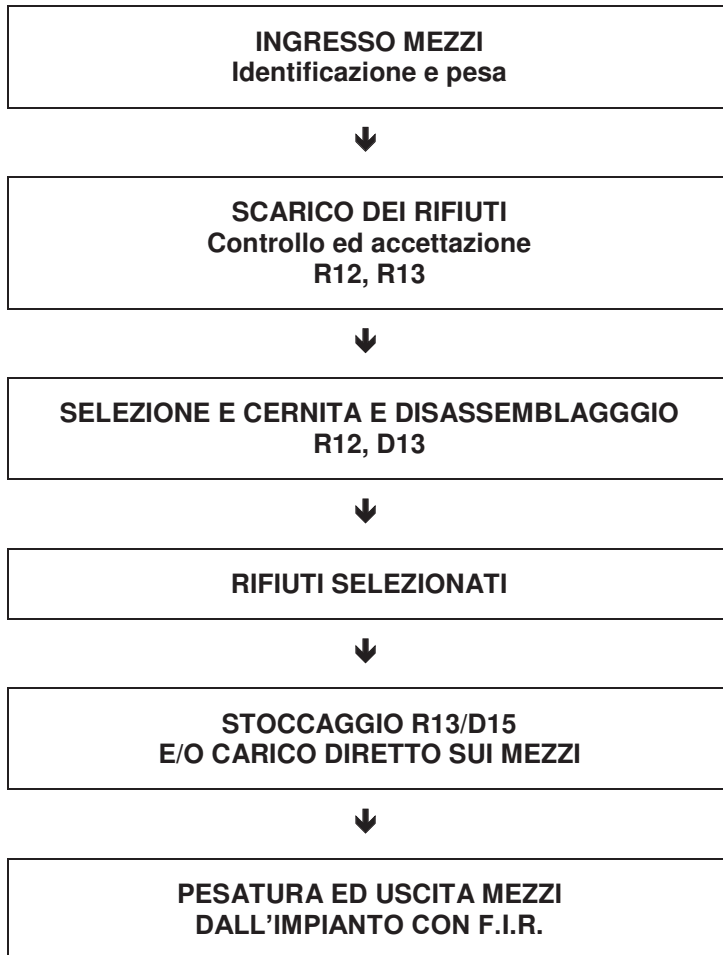 INGRESSO MEZZI
Identificazione e pesa
SCARICO DEI RIFIUTI
Controllo ed accettazione
R12, R13
SELEZIONE E CERNITA E DISASSEMBLAGGGIO
R12, D13
RIFIUTI SELEZIONATI
STOCCAGGIO R13/D15
E/O CARICO DIRETTO SUI MEZZI
PESATURA ED USCITA MEZZI
DALL'IMPIANTO CON F.I.R.